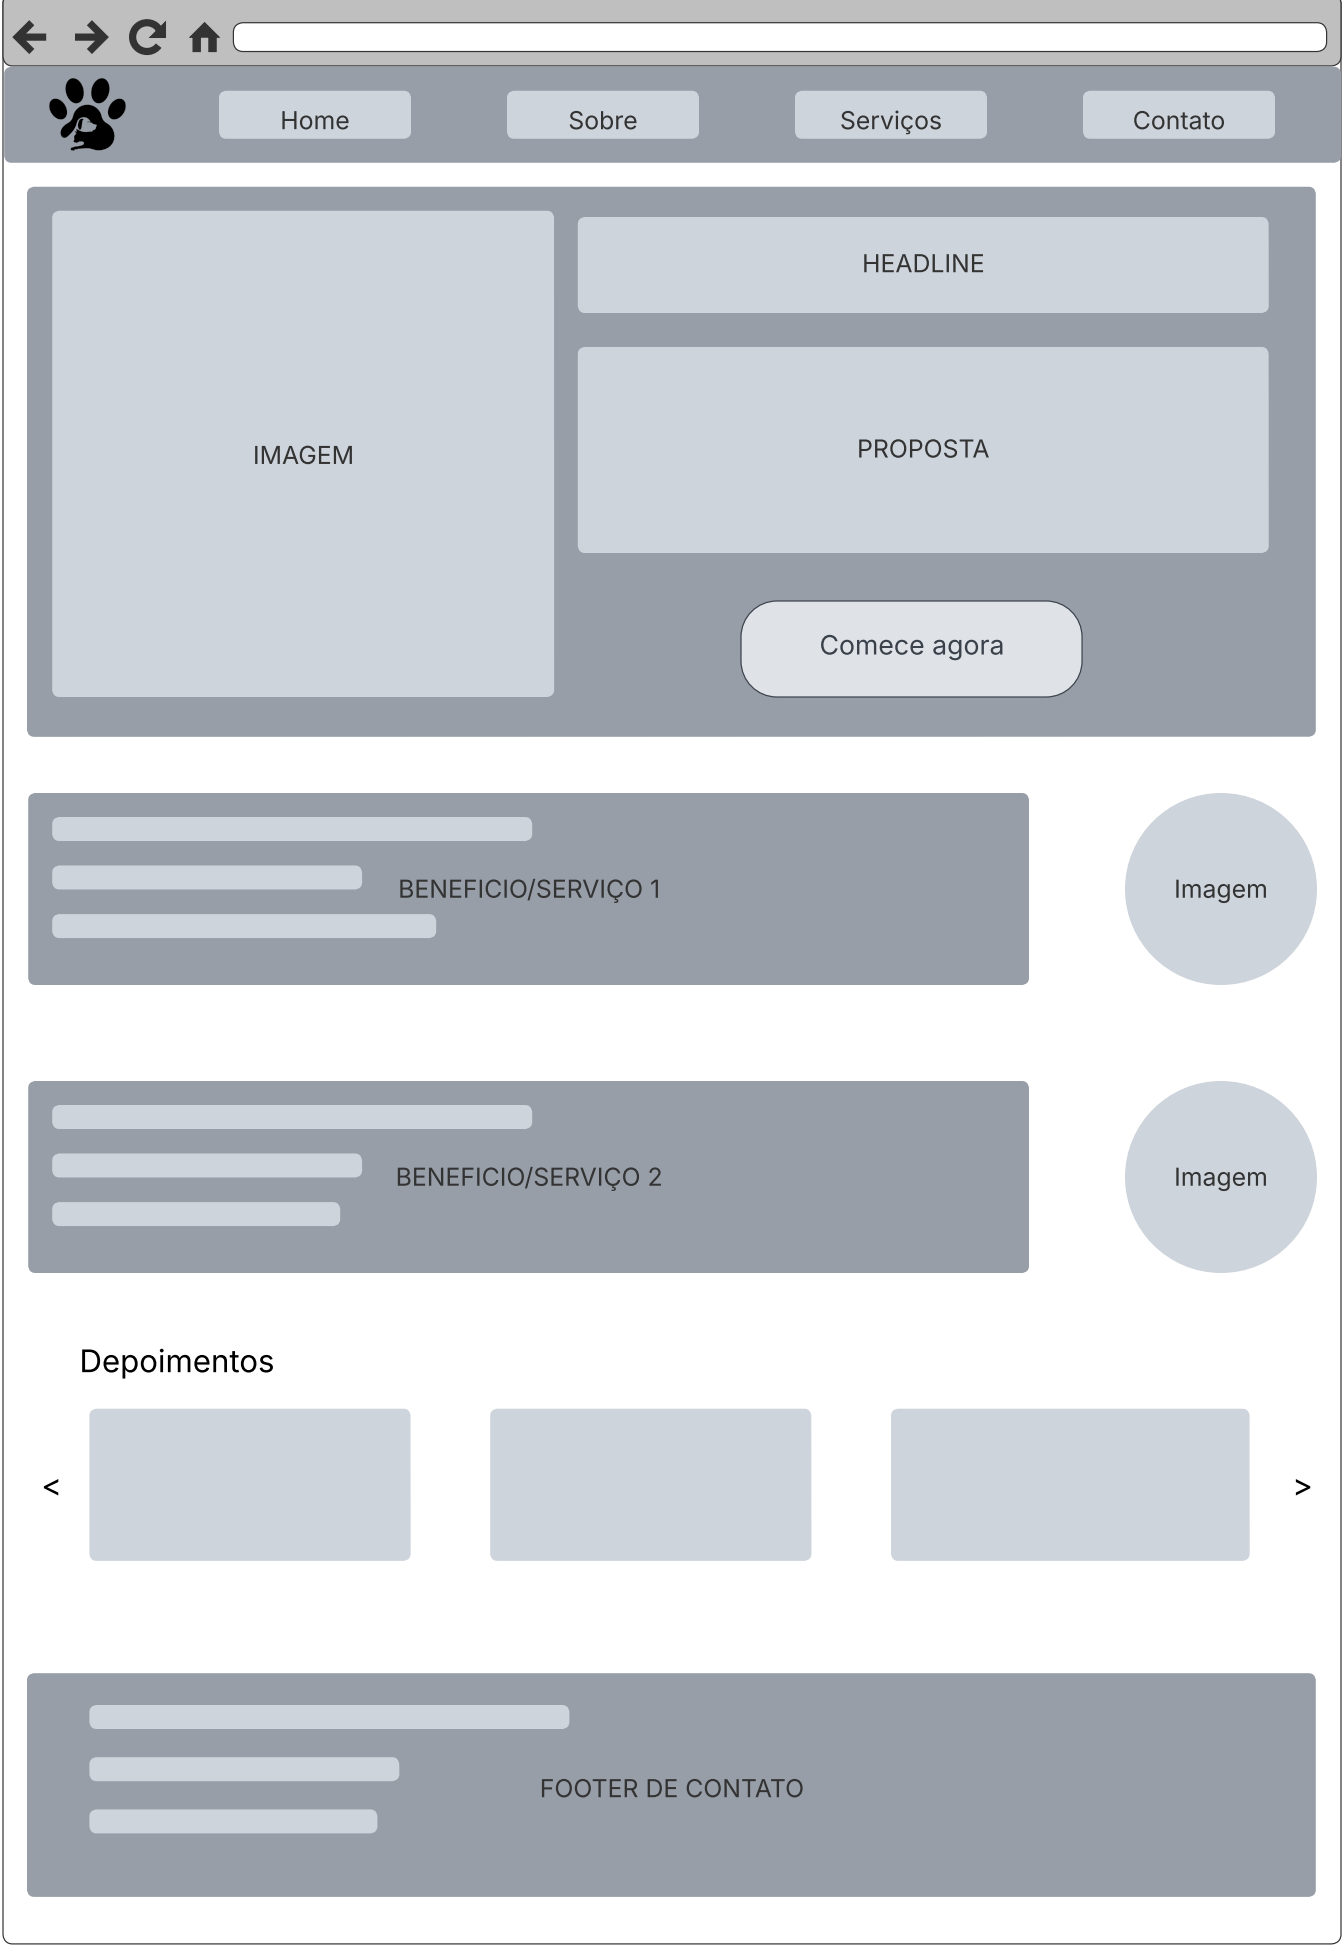 Home
Sobre
Serviços
Contato
IMAGEM
HEADLINE
PROPOSTA
Comece agora
BENEFICIO/SERVIÇO 1
Imagem
BENEFICIO/SERVIÇO 2
Imagem
Depoimentos
<
>
FOOTER DE CONTATO